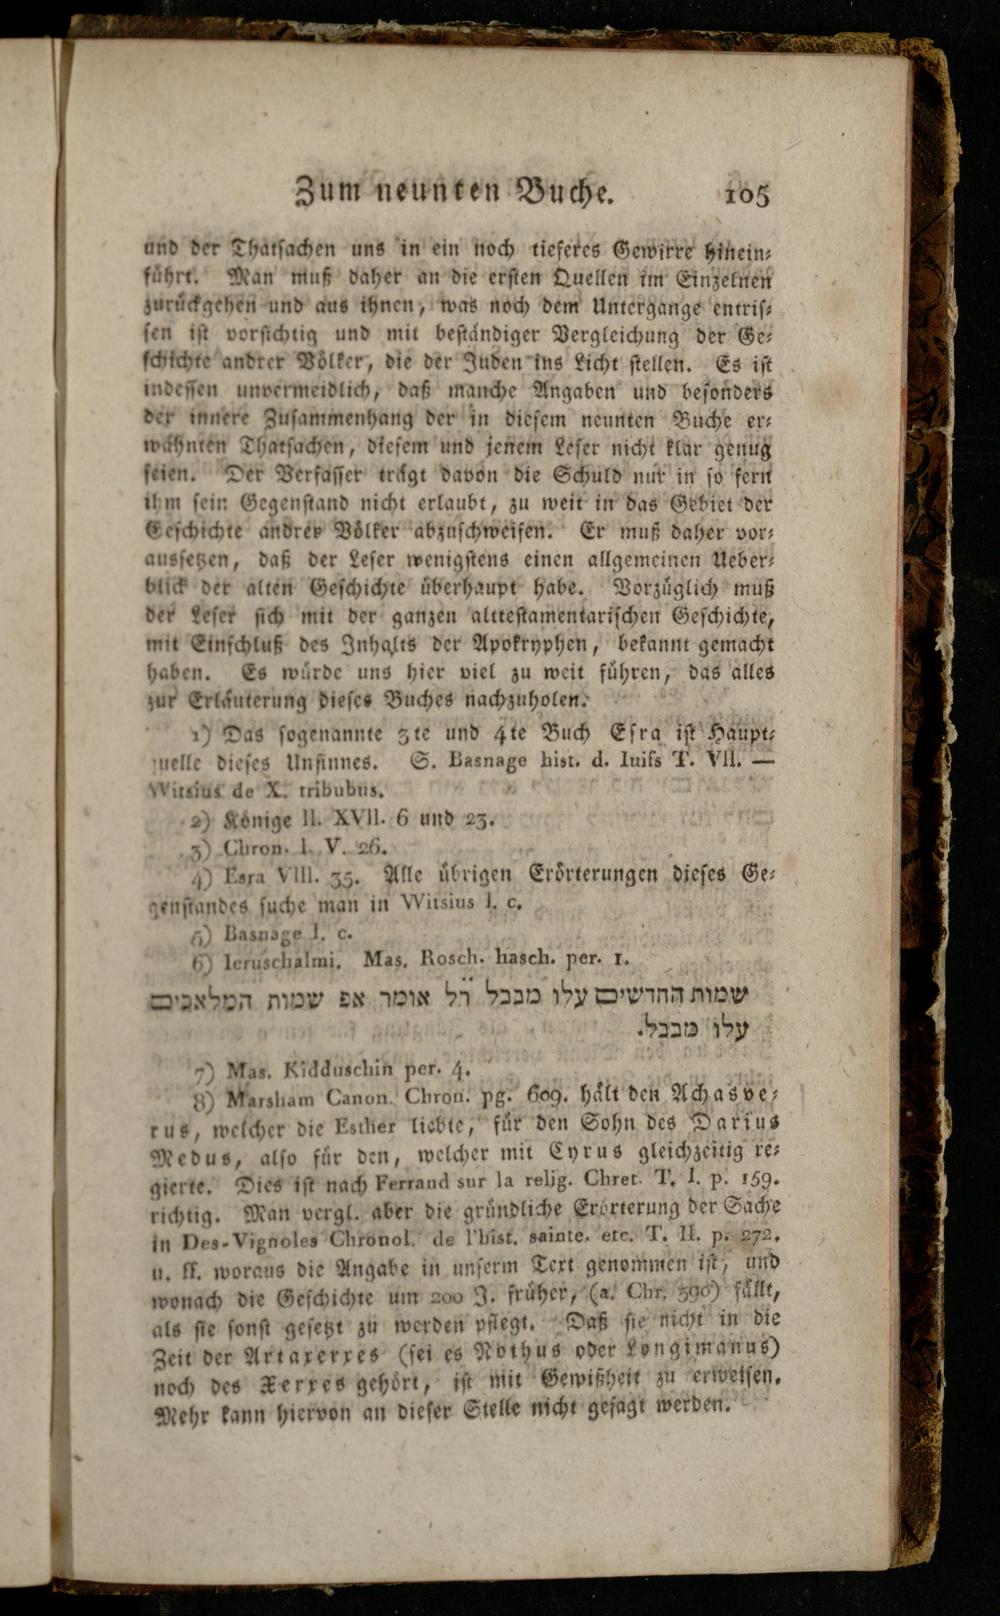 Zum neunten Buche. 105
und der Thatsachen uns in ein noch tieferes Gewirre hinein-
führt. Man muß daher an die ersten Quellen im Einzelnen
zurückgehen und aus ihnen, was noch dem Untergange entris-
sen ist vorsichtig und mit beständiger Vergleichung der Ge-
schichte andrer Völker, die der Juden ins Licht stellen. Es ist
indessen unvermeidlich, daß manche Angaben und besonders
der innere Zusammenhang der in diesem neunten Buche er-
wähnten Thatsachen, diesem und jenem Leser nicht klar genug
seien. Der Verfasser trägt davon die Schuld nur in so fern
ihm sein Gegenstand nicht erlaubt, zu weit in das Gebiet der
Geschichte andrer Völker abzuschweifen. Er muß daher vor-
aussetzen, daß der Leser wenigstens einen allgemeinen Ueber-
blick der alten Geschichte überhaupt habe. Vorzüglich muß
der Leser sich mit der ganzen alttestamentarischen Geschichte,
mit Einschluß des Inhalts der Apokryphen, bekannt gemacht
haben. Es würde uns hier viel zu weit führen, das alles
zur Erläuterung dieses Buches nachzuholen.
1) Das sogenannte 3te und 4te Buch Esra ist Haupt-
quelle dieses Unsinnes. S. Basnage hist. d. Iuifs T. VII. —
Witsius de X. tribubus.
2) Könige II. XVII. 6 und 23.
3) Chron. I. V. 26.
4) Esra VIII. 35. Alle übrigen Erörterungen dieses Ge-
genstandes suche man in Witsius l. c.
5) Basnage l. c.
6) Ieruschalmi. Mas. Rosch. hasch. per. 1.
שמות החדשים עלו מבבל ר̈ל אומר אפ שמות המלאכים
עלו מבבל.
7) Mas. Kidduschin per. 4.
8) Marsham Canon. Chron. pg. 609. hält den Achasve-
rus, welcher die Esther liebte, für den Sohn des Darius
Medus, also für den, welcher mit Cyrus gleichzeitig re-
gierte. Dies ist nach Ferrand sur la relig. Chret. T. I. p. 159.
richtig. Man vergl. aber die gründliche Erörterung der Sache
in Des-Vignoles Chronol. de l'hist. sainte. etc. T. II. p. 272.
u. ff. woraus die Angabe in unserm Text genommen ist, und
wonach die Geschichte um 200 J. früher, (a. Chr. 590) fällt,
als sie sonst gesetzt zu werden pflegt. Daß sie nicht in die
Zeit der Artaxerxes (sei es Nothus oder Longimanus)
noch des Xerxes gehört, ist mit Gewißheit zu erweisen.
Mehr kann hiervon an dieser Stelle nicht gesagt werden.